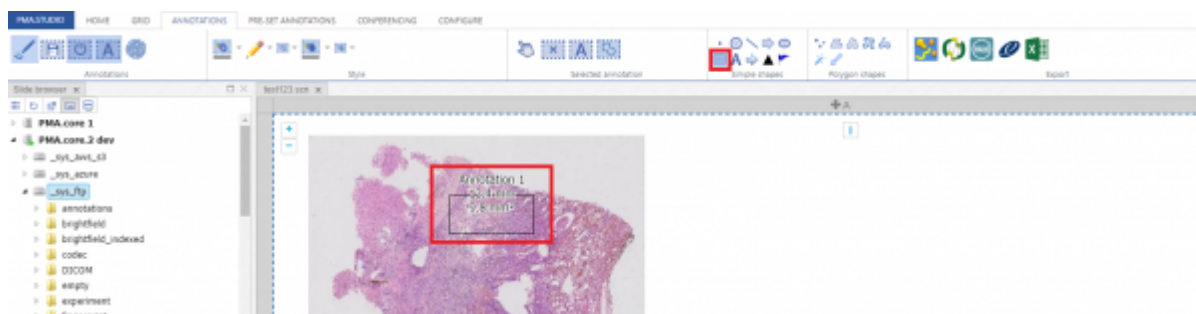 PMA.STUDIO HOME GRID ANNOTATIONS PRE-SET ANNOTATIONS CONFERENCING CONFIGURE
Annotations Style Selected annotation Simple shapes Polygon shapes Export
Slide browser test123.scn
A
PMA.core 1
PMA.core.2 dev
_sys_aws_s3
_sys_azure
_sys_ftp
annotations
brightfield
brightfield_indexed
codec
DICOM
empty
experiment
Annotation 1